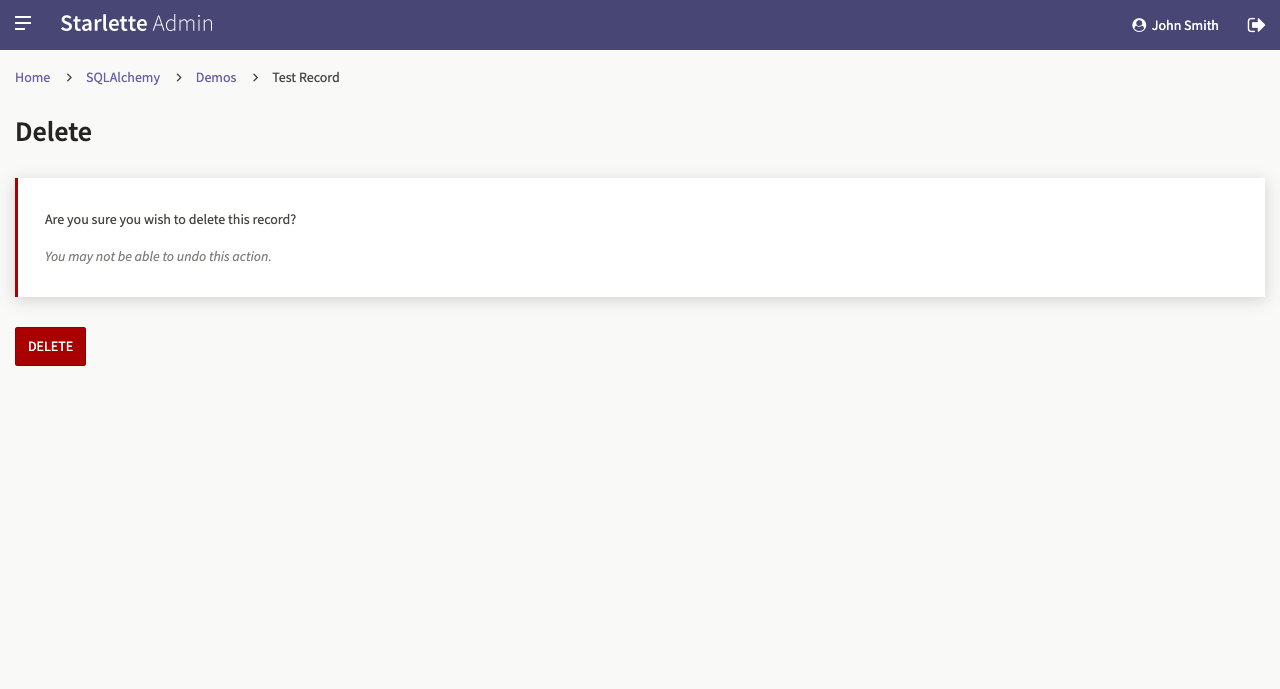 Starlette Admin
John Smith
Home > SQLAlchemy > Demos > Test Record
Delete
Are you sure you wish to delete this record?
You may not be able to undo this action.
DELETE